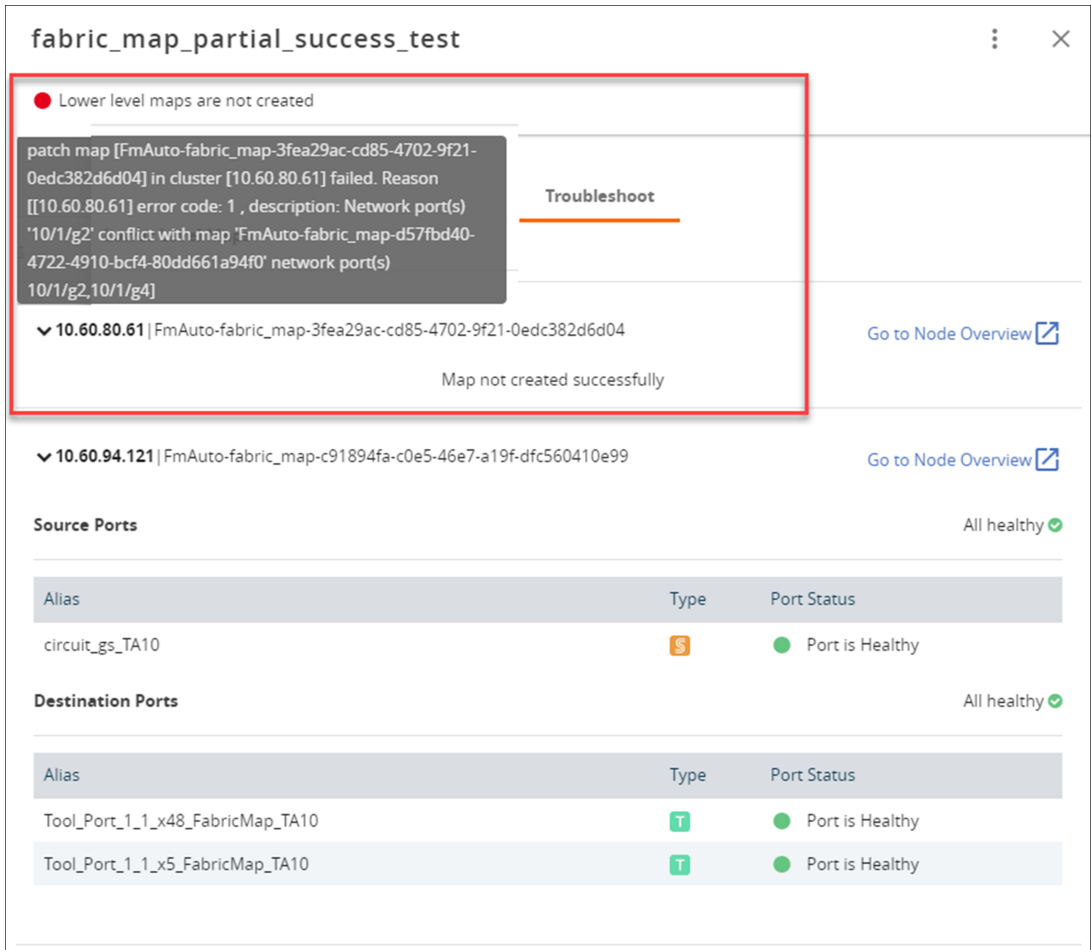 fabric_map_partial_success_test
Lower level maps are not created
patch map [FmAuto-fabric_map-3fea29ac-cd85-4702-9f21-
0edc382d6d04] in cluster [10.60.80.61] failed. Reason
[[10.60.80.61] error code: 1 , description: Network port(s)
'10/1/g2' conflict with map 'FmAuto-fabric_map-d57fbd40-
4722-4910-bcf4-80dd661a94f0' network port(s)
10/1/g2,10/1/g4]
Troubleshoot
10.60.80.61|FmAuto-fabric_map-3fea29ac-cd85-4702-9f21-0edc382d6d04
Go to Node Overview
Map not created successfully
10.60.94.121|FmAuto-fabric_map-c91894fa-c0e5-46e7-a19f-dfc560410e99
Go to Node Overview
Source Ports All healthy
Alias Type Port Status
circuit_gs_TA10 S Port is Healthy
Destination Ports All healthy
Alias Type Port Status
Tool_Port_1_1_x48_FabricMap_TA10 T Port is Healthy
Tool_Port_1_1_x5_FabricMap_TA10 T Port is Healthy